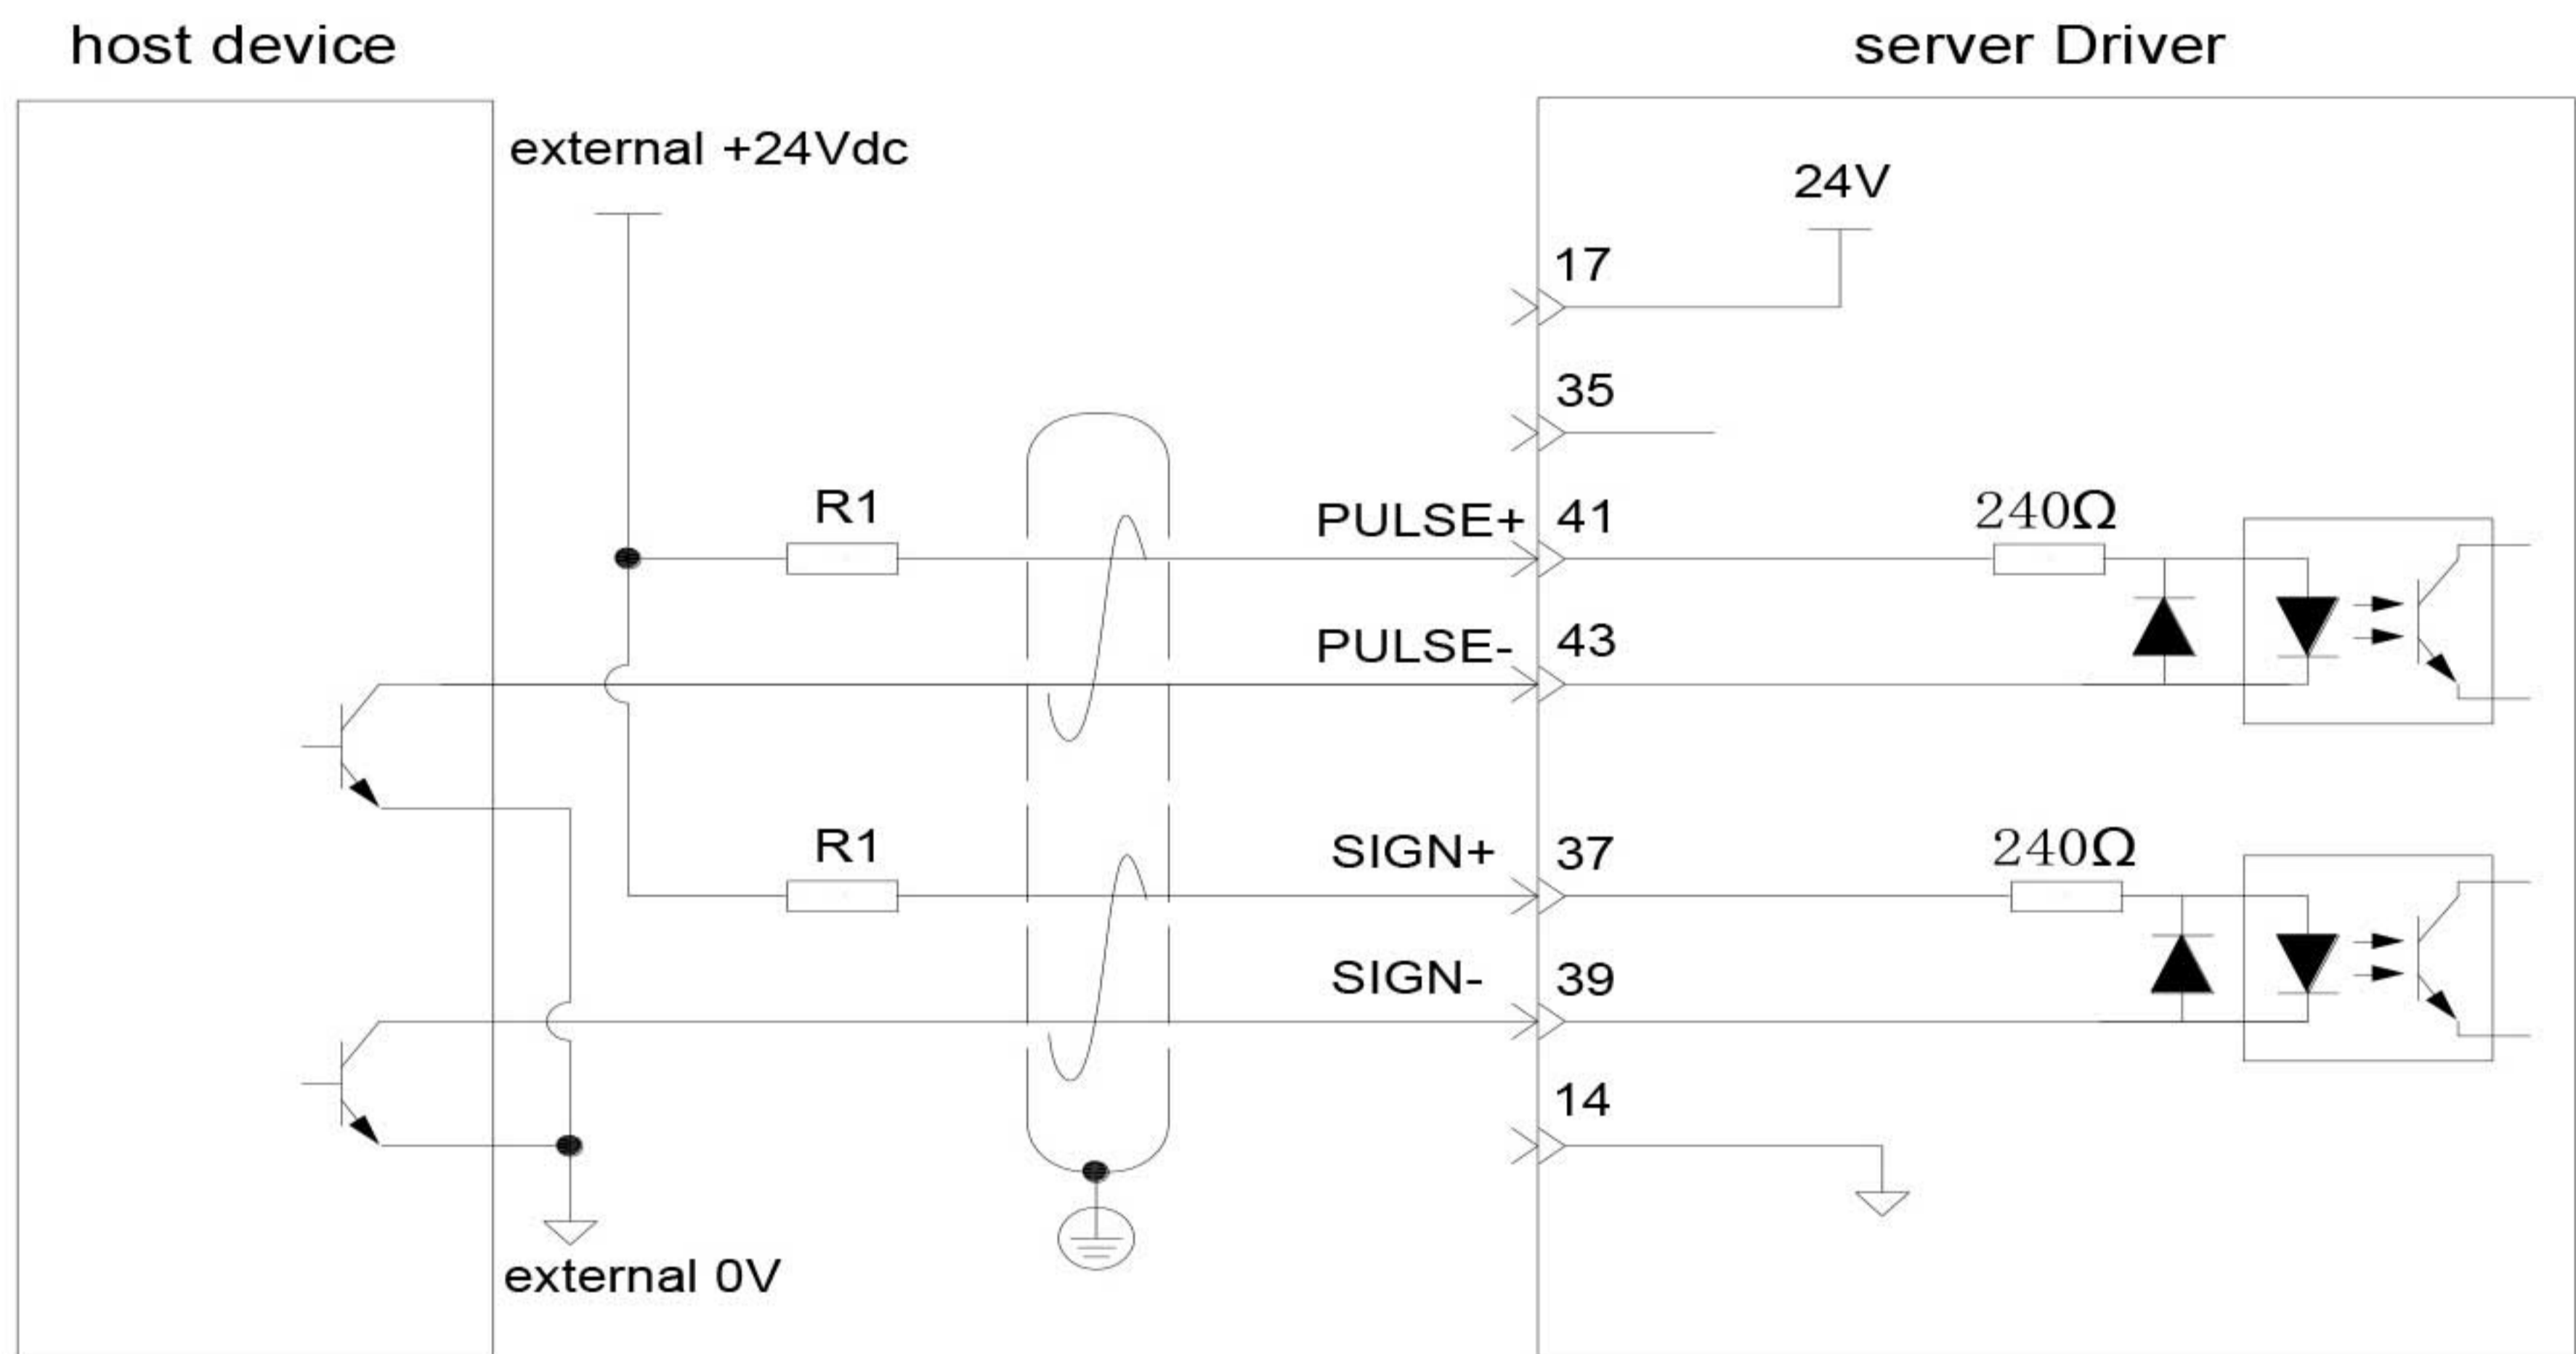 host device
server Driver
external +24Vdc
24V
17
35
R1
PULSE+
41
240Ω
PULSE-
43
R1
SIGN+
37
240Ω
SIGN-
39
14
external 0V